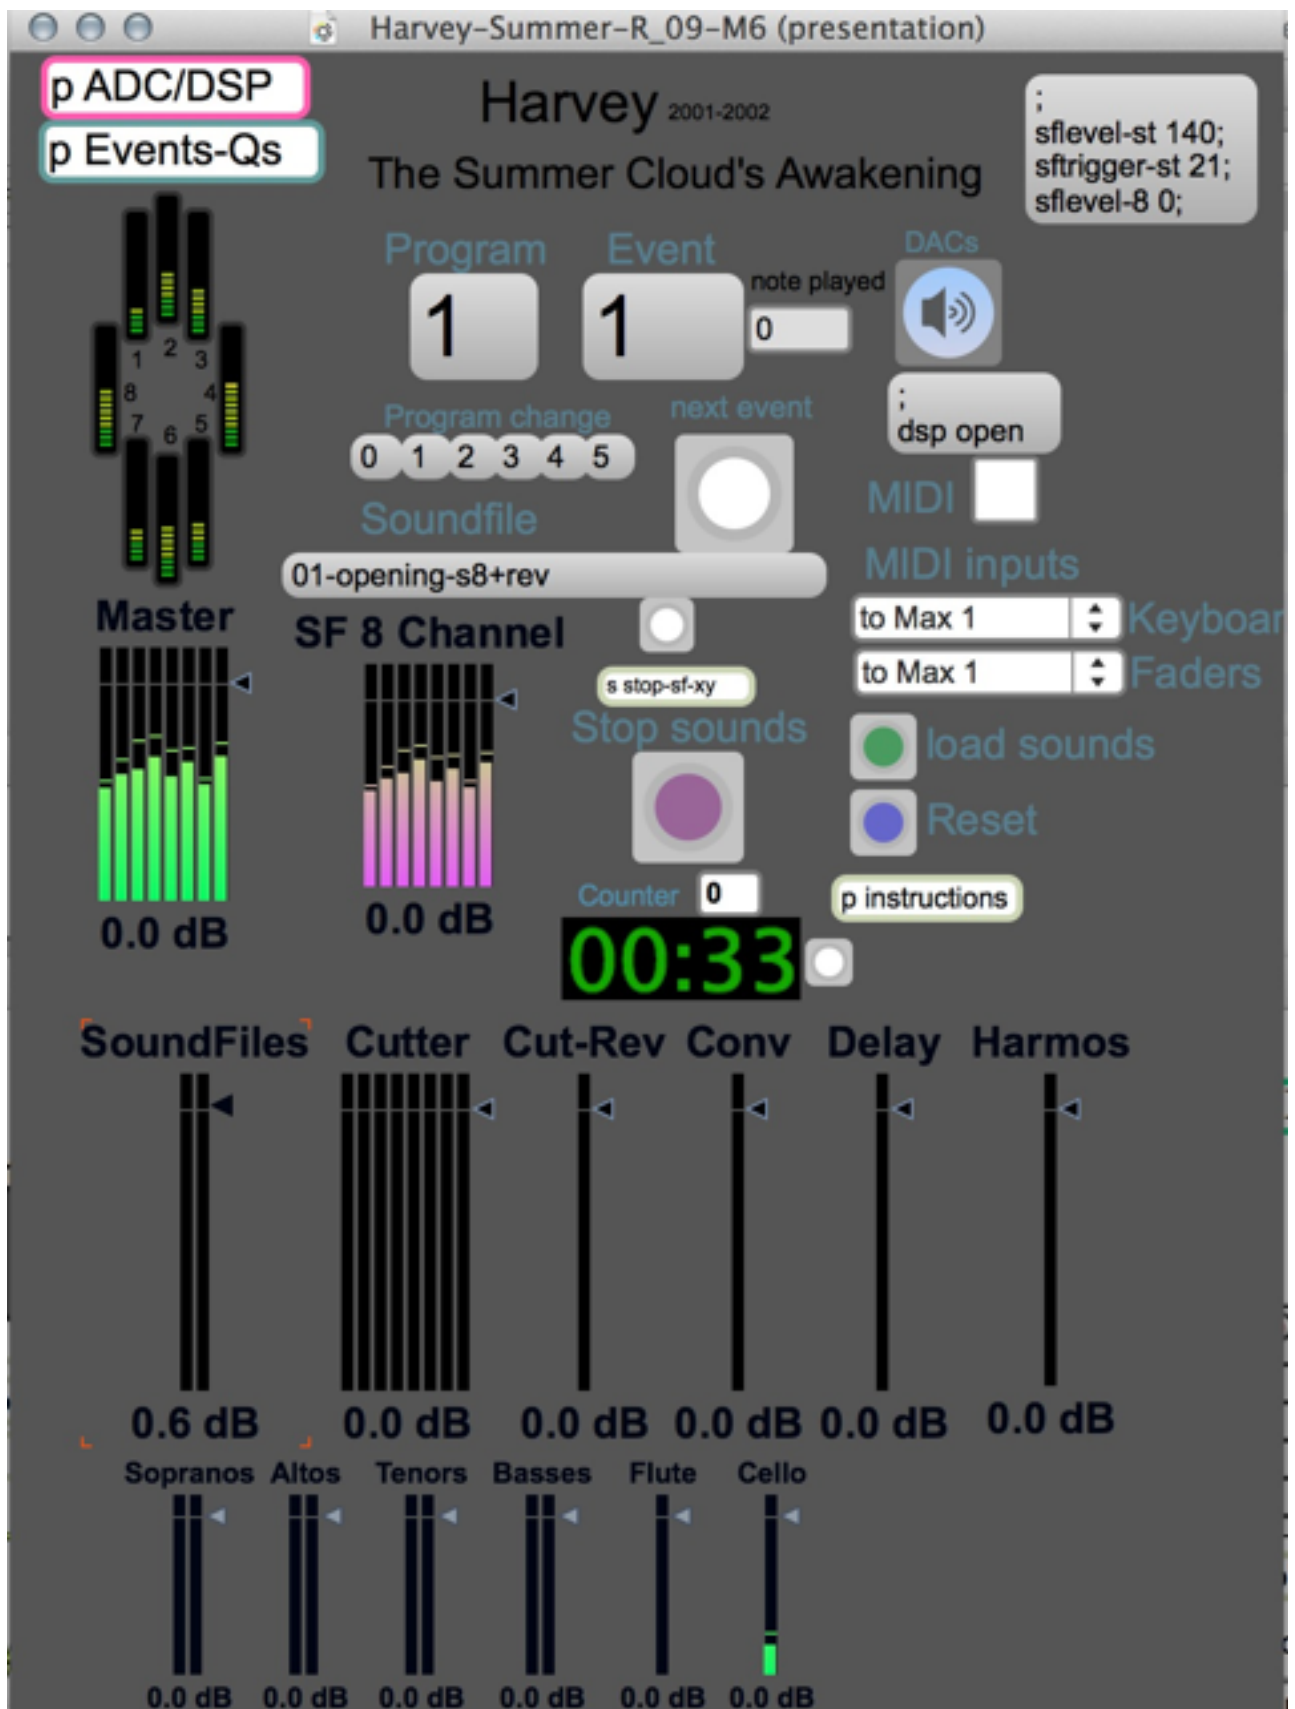 Harvey-Summer-R_09-M6 (presentation)
p ADC/DSP
p Events-Qs
Harvey 2001-2002
The Summer Cloud's Awakening
;
sflevel-st 140;
sftrigger-st 21;
sflevel-8 0;
Program
Event
DACs
1
1
note played
0
1
2
3
8
4
7
6
5
;
dsp open
Program change
0 1 2 3 4 5
next event
MIDI
Soundfile
01-opening-s8+rev
MIDI inputs
to Max 1
Keyboar
to Max 1
Faders
Master
SF 8 Channel
s stop-sf-xy
Stop sounds
load sounds
Reset
Counter 0
p instructions
0.0 dB
0.0 dB
00:33
SoundFiles Cutter Cut-Rev Conv Delay Harmos
0.6 dB 0.0 dB 0.0 dB 0.0 dB 0.0 dB 0.0 dB
Sopranos Altos Tenors Basses Flute Cello
0.0 dB 0.0 dB 0.0 dB 0.0 dB 0.0 dB 0.0 dB